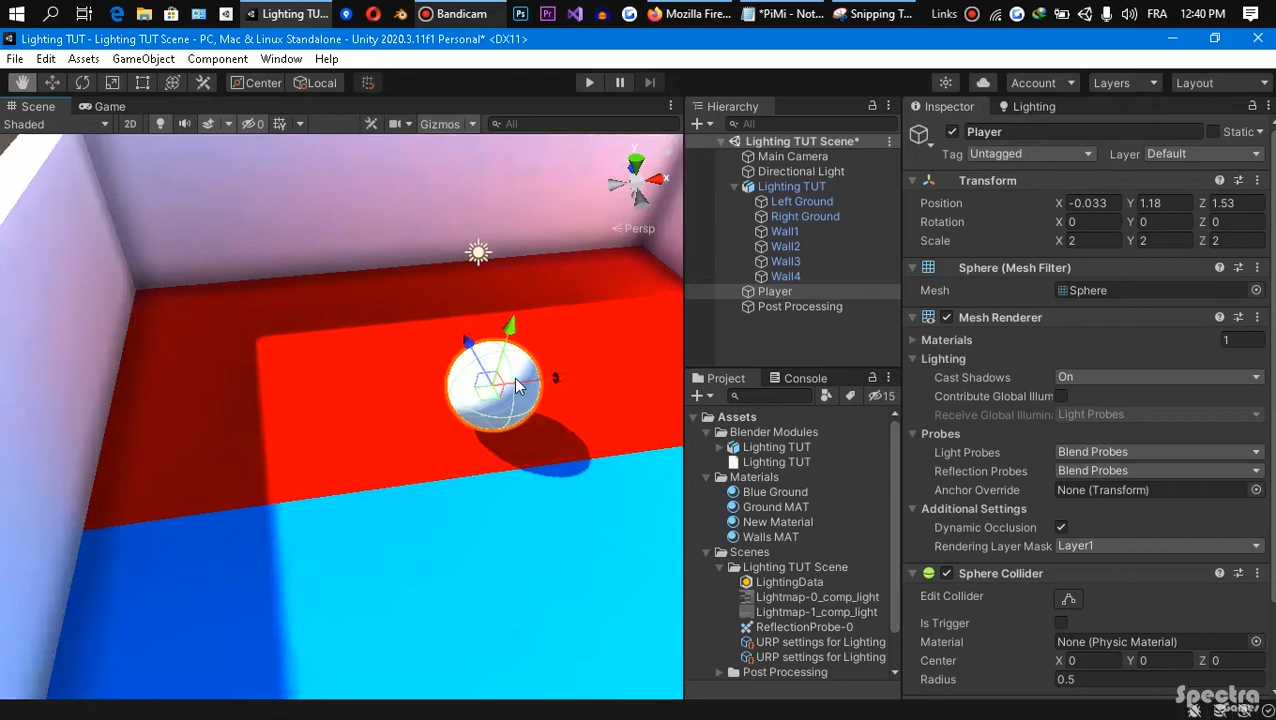 Lighting TU...
Bandicam
Mozilla Fire...
*PiMi - Not...
Snipping T...
Links
FRA
12:40 PM
Lighting TUT - Lighting TUT Scene - PC, Mac & Linux Standalone - Unity 2020.3.11f1 Personal* <DX11>
File Edit Assets GameObject Component Window Help
Center Local
Account Layers Layout
Scene Game
Shaded 2D 0 Gizmos All
y
x
Persp
Hierarchy
All
Lighting TUT Scene*
Main Camera
Directional Light
Lighting TUT
Left Ground
Right Ground
Wall1
Wall2
Wall3
Wall4
Player
Post Processing
Project Console
15
Assets
Blender Modules
Lighting TUT
Lighting TUT
Materials
Blue Ground
Ground MAT
New Material
Walls MAT
Scenes
Lighting TUT Scene
LightingData
Lightmap-0_comp_light
Lightmap-1_comp_light
ReflectionProbe-0
URP settings for Lighting
URP settings for Lighting
Post Processing
Inspector Lighting
Player Static
Tag Untagged Layer Default
Transform
Position X -0.033 Y 1.18 Z 1.53
Rotation X 0 Y 0 Z 0
Scale X 2 Y 2 Z 2
Sphere (Mesh Filter)
Mesh Sphere
Mesh Renderer
Materials 1
Lighting
Cast Shadows On
Contribute Global Illum
Receive Global Illumina Light Probes
Probes
Light Probes Blend Probes
Reflection Probes Blend Probes
Anchor Override None (Transform)
Additional Settings
Dynamic Occlusion
Rendering Layer Mask Layer1
Sphere Collider
Edit Collider
Is Trigger
Material None (Physic Material)
Center X 0 Y 0 Z 0
Radius 0.5
Spectra
Games